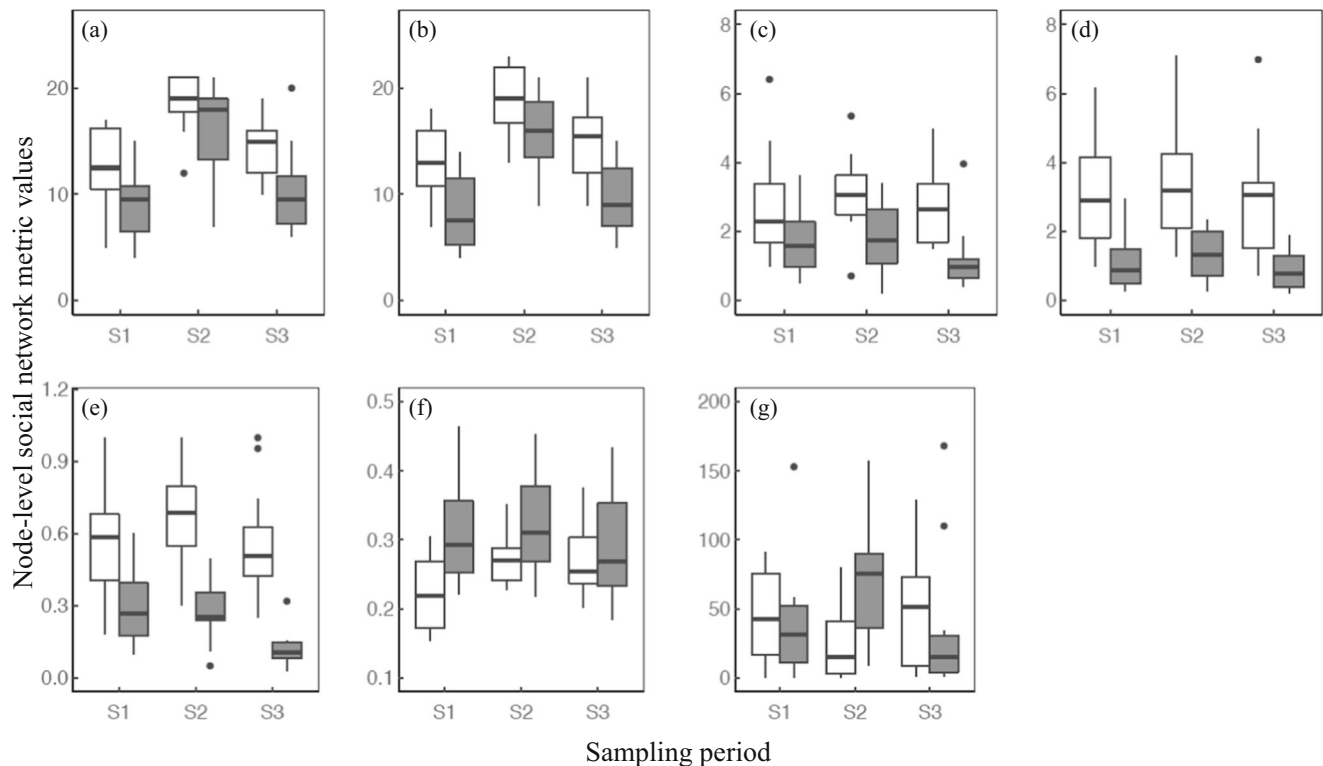 Node-level social network metric values
(a) (b) (c) (d)
20 20 8 8
6 6
10 10 4 4
2 2
0 0 0 0
S1 S2 S3 S1 S2 S3 S1 S2 S3 S1 S2 S3
(e) (f) (g)
1.2 0.5 200
0.9 0.4 150
0.6 0.3 100
0.3 0.2 50
0.0 0.1 0
S1 S2 S3 S1 S2 S3 S1 S2 S3
Sampling period